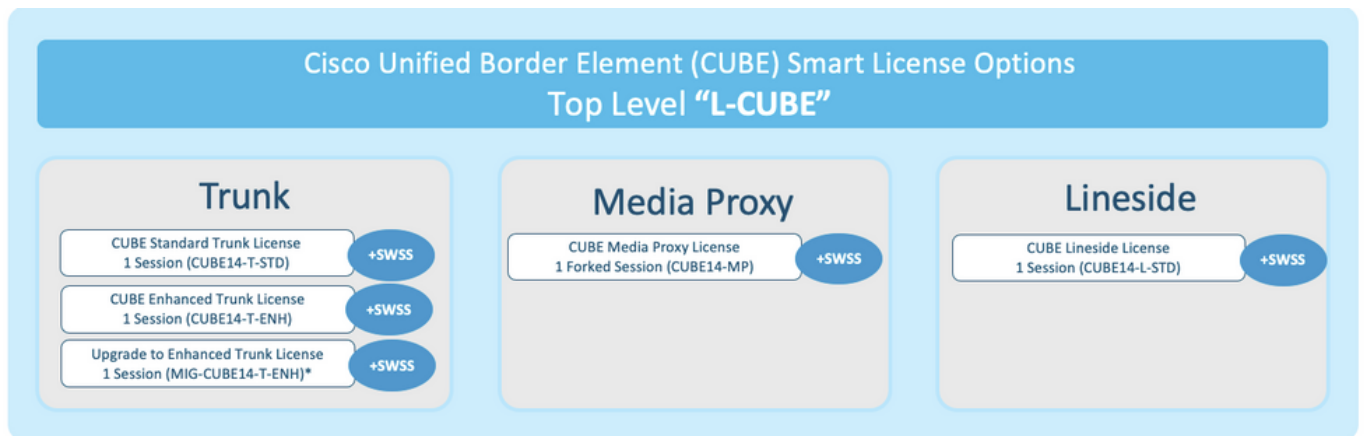 Cisco Unified Border Element (CUBE) Smart License Options
Top Level “L-CUBE”
Trunk
CUBE Standard Trunk License
1 Session (CUBE14-T-STD)
+SWSS
CUBE Enhanced Trunk License
1 Session (CUBE14-T-ENH)
+SWSS
Upgrade to Enhanced Trunk License
1 Session (MIG-CUBE14-T-ENH)*
+SWSS
Media Proxy
CUBE Media Proxy License
1 Forked Session (CUBE14-MP)
+SWSS
Lineside
CUBE Lineside License
1 Session (CUBE14-L-STD)
+SWSS